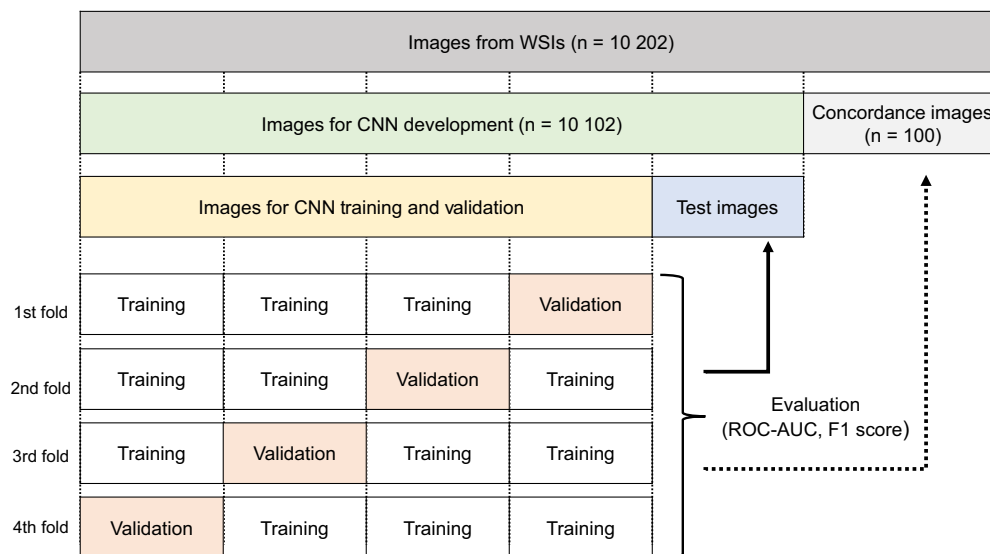 Images from WSIs (n = 10 202)
Images for CNN development (n = 10 102)
Concordance images
(n = 100)
Images for CNN training and validation
Test images
1st fold
Training
Training
Training
Validation
2nd fold
Training
Training
Validation
Training
Evaluation
(ROC-AUC, F1 score)
3rd fold
Training
Validation
Training
Training
4th fold
Validation
Training
Training
Training